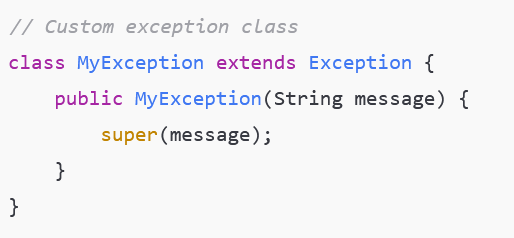 // Custom exception class
class MyException extends Exception {
    public MyException(String message) {
        super(message);
    }
}